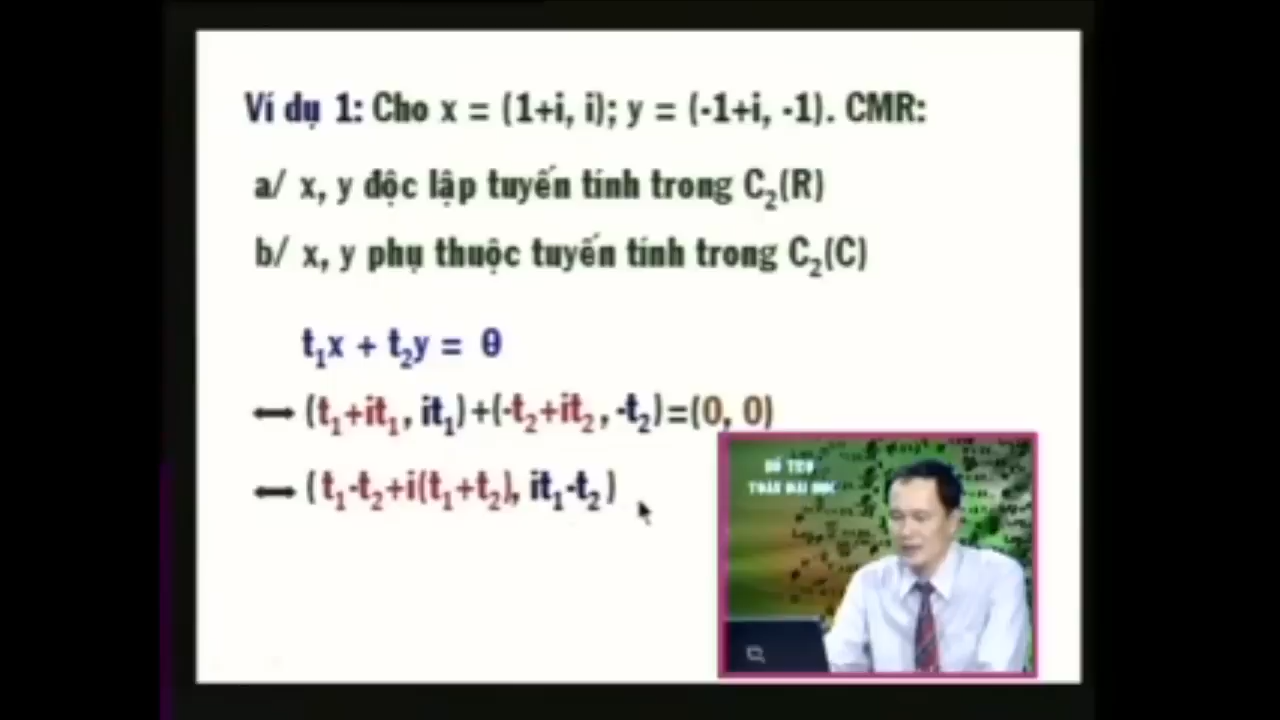 Ví dụ 1: Cho x = (1+i, i); y = (-1+i, -1). CMR:
a/ x, y độc lập tuyến tính trong C₂(R)
b/ x, y phụ thuộc tuyến tính trong C₂(C)
t₁x + t₂y = θ
⟷ (t₁+it₁, it₁)+(-t₂+it₂, -t₂)=(0, 0)
⟷ (t₁-t₂+i(t₁+t₂), it₁-t₂)